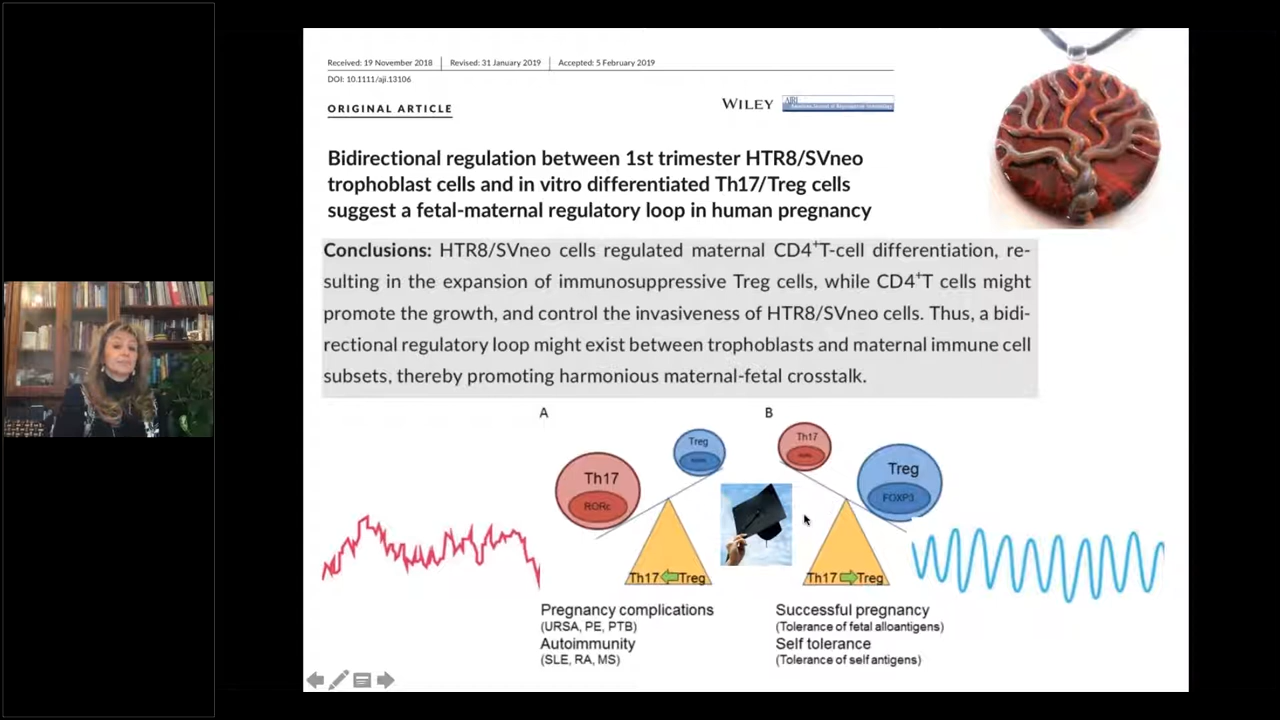 Received: 19 November 2018 | Revised: 31 January 2019 | Accepted: 5 February 2019
DOI: 10.1111/aji.13106
ORIGINAL ARTICLE
WILEY
AJRI
American Journal of Reproductive Immunology
Bidirectional regulation between 1st trimester HTR8/SVneo
trophoblast cells and in vitro differentiated Th17/Treg cells
suggest a fetal-maternal regulatory loop in human pregnancy
Conclusions: HTR8/SVneo cells regulated maternal CD4+T-cell differentiation, re-
sulting in the expansion of immunosuppressive Treg cells, while CD4+T cells might
promote the growth, and control the invasiveness of HTR8/SVneo cells. Thus, a bidi-
rectional regulatory loop might exist between trophoblasts and maternal immune cell
subsets, thereby promoting harmonious maternal-fetal crosstalk.
A
Th17
RORc
Treg
Th17 Treg
Pregnancy complications
(URSA, PE, PTB)
Autoimmunity
(SLE, RA, MS)
B
Th17
Treg
FOXP3
Th17 Treg
Successful pregnancy
(Tolerance of fetal alloantigens)
Self tolerance
(Tolerance of self antigens)